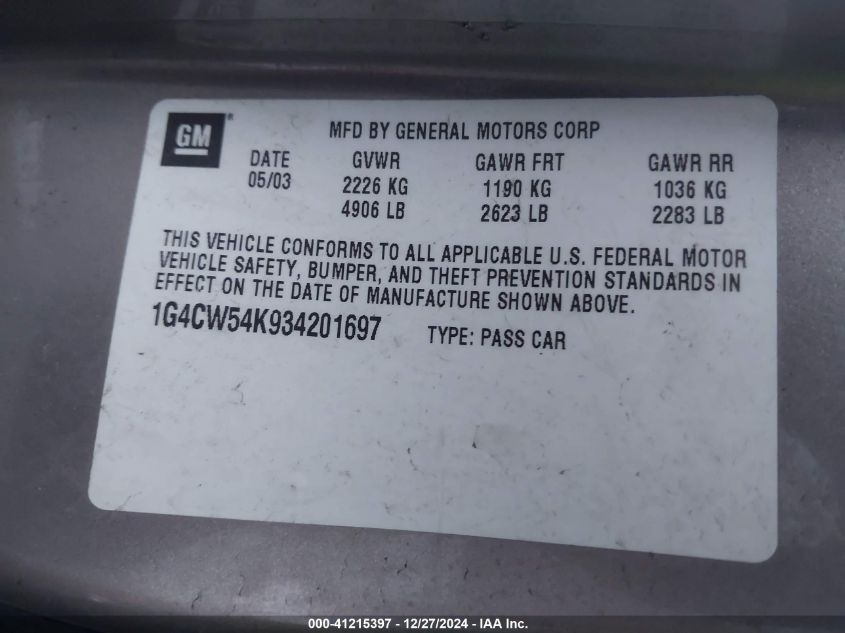 GM
MFD BY GENERAL MOTORS CORP
DATE GVWR GAWR FRT GAWR RR
05/03 2226 KG 1190 KG 1036 KG
4906 LB 2623 LB 2283 LB
THIS VEHICLE CONFORMS TO ALL APPLICABLE U.S. FEDERAL MOTOR
VEHICLE SAFETY, BUMPER, AND THEFT PREVENTION STANDARDS IN
EFFECT ON THE DATE OF MANUFACTURE SHOWN ABOVE.
1G4CW54K934201697 TYPE: PASS CAR
000-41215397 - 12/27/2024 - IAA Inc.